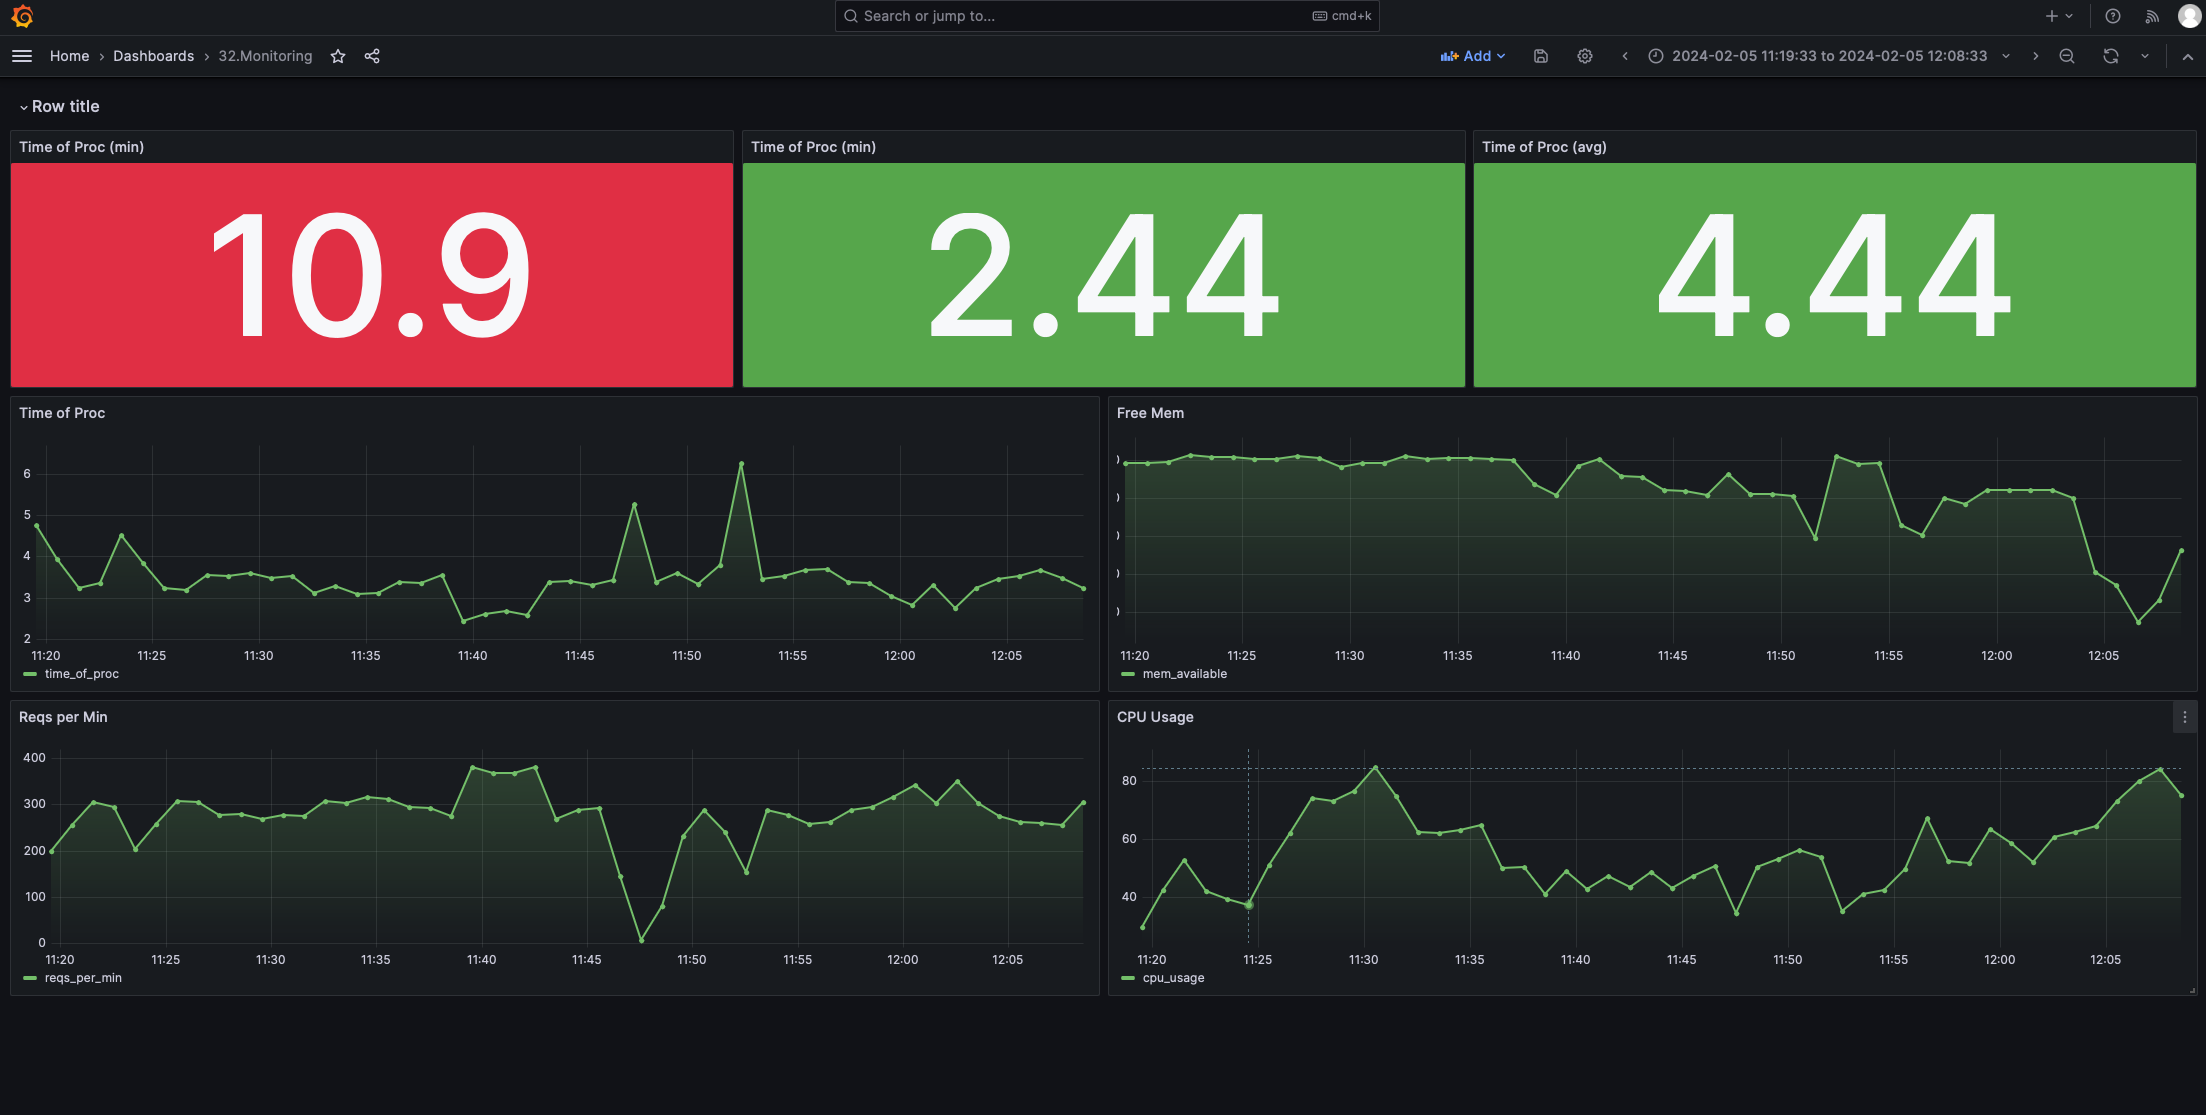 Search or jump to... cmd+k
Home › Dashboards › 32.Monitoring Add 2024-02-05 11:19:33 to 2024-02-05 12:08:33
Row title
Time of Proc (min)
10.9
Time of Proc (min)
2.44
Time of Proc (avg)
4.44
Time of Proc
6
5
4
3
2
11:20 11:25 11:30 11:35 11:40 11:45 11:50 11:55 12:00 12:05
time_of_proc
Free Mem
11:20 11:25 11:30 11:35 11:40 11:45 11:50 11:55 12:00 12:05
mem_available
Reqs per Min
400
300
200
100
0
11:20 11:25 11:30 11:35 11:40 11:45 11:50 11:55 12:00 12:05
reqs_per_min
CPU Usage
80
60
40
11:20 11:25 11:30 11:35 11:40 11:45 11:50 11:55 12:00 12:05
cpu_usage